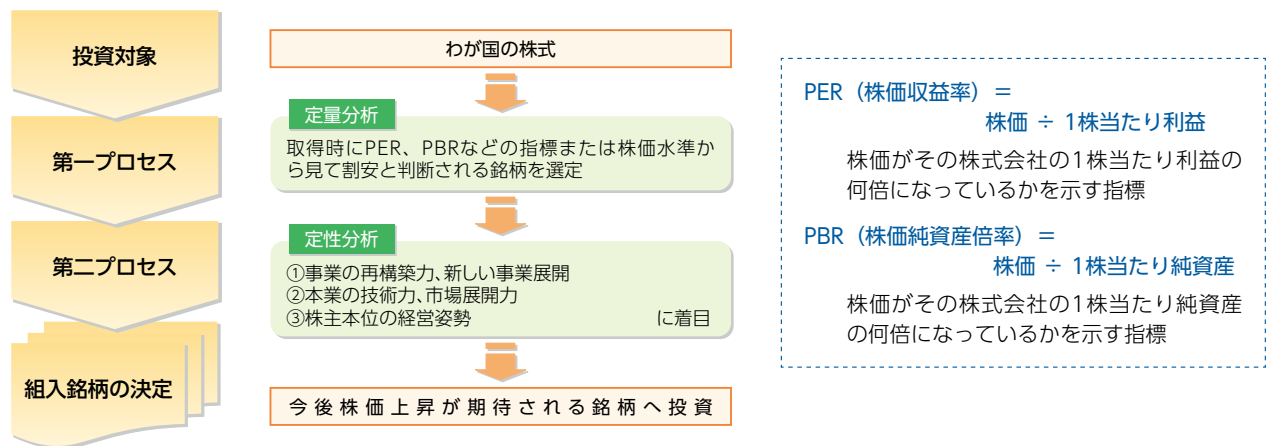 投資対象
第一プロセス
第二プロセス
組入銘柄の決定
わが国の株式
定量分析
取得時にPER、PBRなどの指標または株価水準か
ら見て割安と判断される銘柄を選定
定性分析
①事業の再構築力、新しい事業展開
②本業の技術力、市場展開力
③株主本位の経営姿勢 に着目
今後株価上昇が期待される銘柄へ投資
PER（株価収益率）＝
株価 ÷ 1株当たり利益
株価がその株式会社の1株当たり利益の
何倍になっているかを示す指標
PBR（株価純資産倍率）＝
株価 ÷ 1株当たり純資産
株価がその株式会社の1株当たり純資産
の何倍になっているかを示す指標